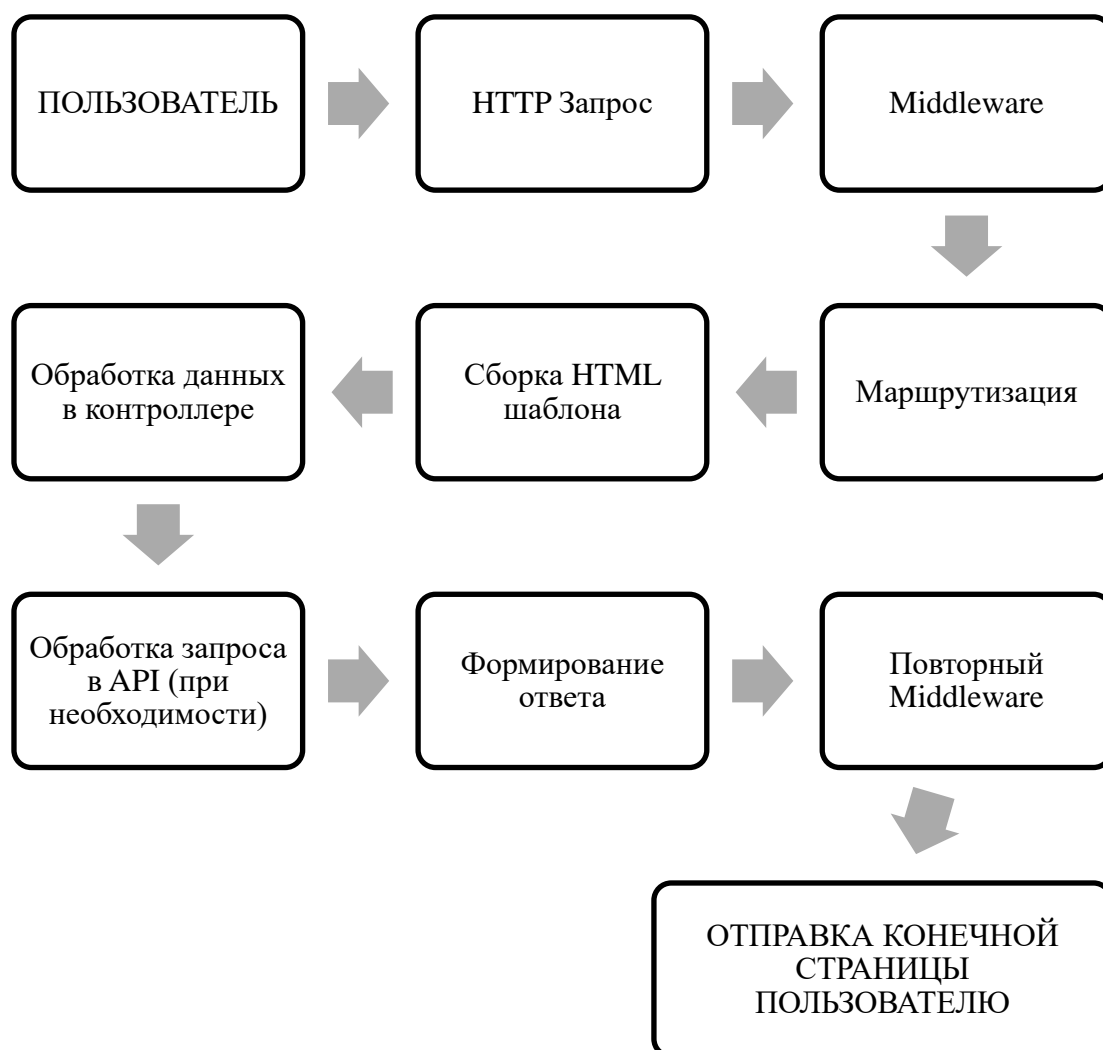 ПОЛЬЗОВАТЕЛЬ
HTTP Запрос
Middleware
Обработка данных
в контроллере
Сборка HTML
шаблона
Маршрутизация
Обработка запроса
в API (при
необходимости)
Формирование
ответа
Повторный
Middleware
ОТПРАВКА КОНЕЧНОЙ
СТРАНИЦЫ
ПОЛЬЗОВАТЕЛЮ